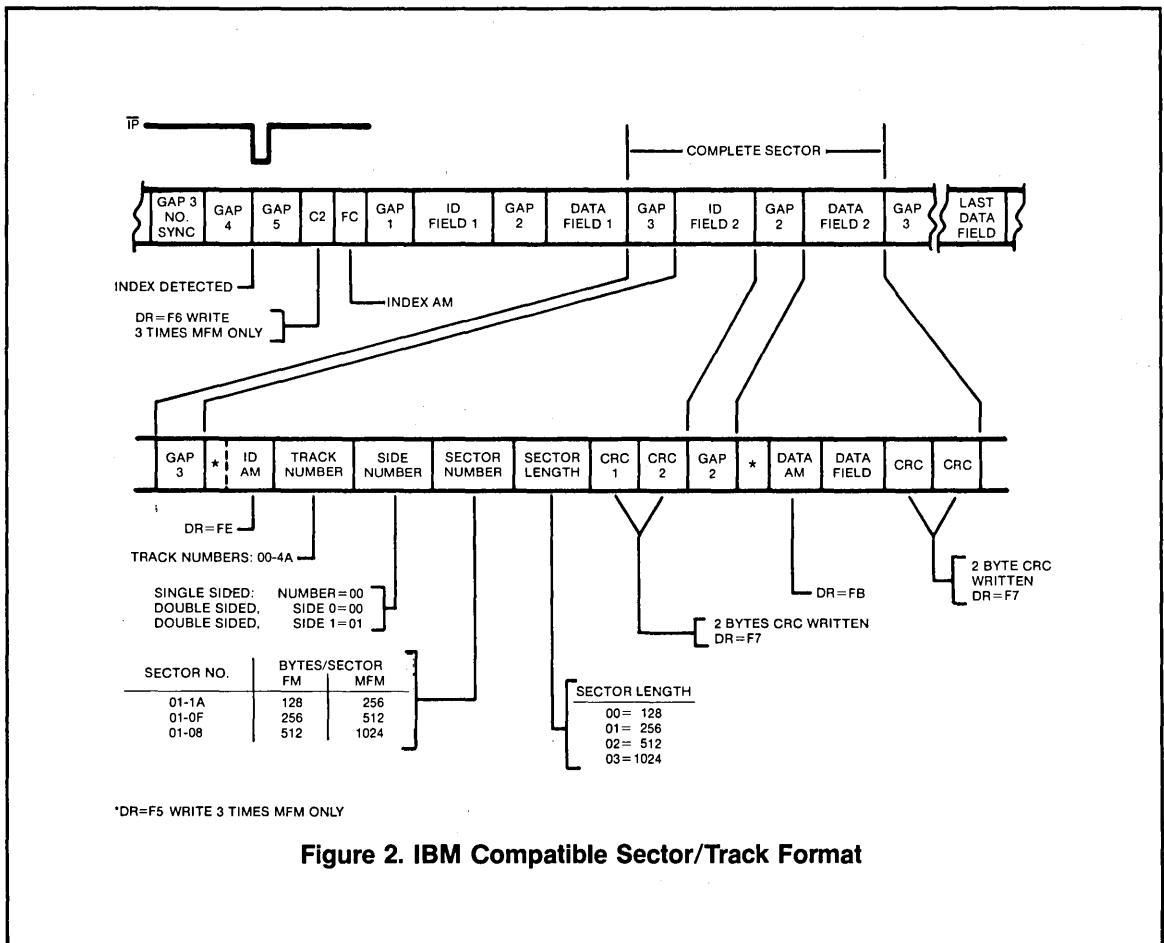 IP
COMPLETE SECTOR
GAP 3 NO. SYNC
GAP 4
GAP 5
C2
FC
GAP 1
ID FIELD 1
GAP 2
DATA FIELD 1
GAP 3
ID FIELD 2
GAP 2
DATA FIELD 2
GAP 3
LAST DATA FIELD
INDEX DETECTED
INDEX AM
DR=F6 WRITE
3 TIMES MFM ONLY
GAP 3
*
ID AM
TRACK NUMBER
SIDE NUMBER
SECTOR NUMBER
SECTOR LENGTH
CRC 1
CRC 2
GAP 2
*
DATA AM
DATA FIELD
CRC
CRC
DR=FE
TRACK NUMBERS: 00-4A
SINGLE SIDED: NUMBER=00
DOUBLE SIDED, SIDE 0=00
DOUBLE SIDED, SIDE 1=01
DR=FB
2 BYTE CRC
WRITTEN
DR=F7
2 BYTES CRC WRITTEN
DR=F7
SECTOR NO. BYTES/SECTOR
FM MFM
01-1A 128 256
01-0F 256 512
01-08 512 1024
SECTOR LENGTH
00= 128
01= 256
02= 512
03=1024
*DR=F5 WRITE 3 TIMES MFM ONLY
Figure 2. IBM Compatible Sector/Track Format